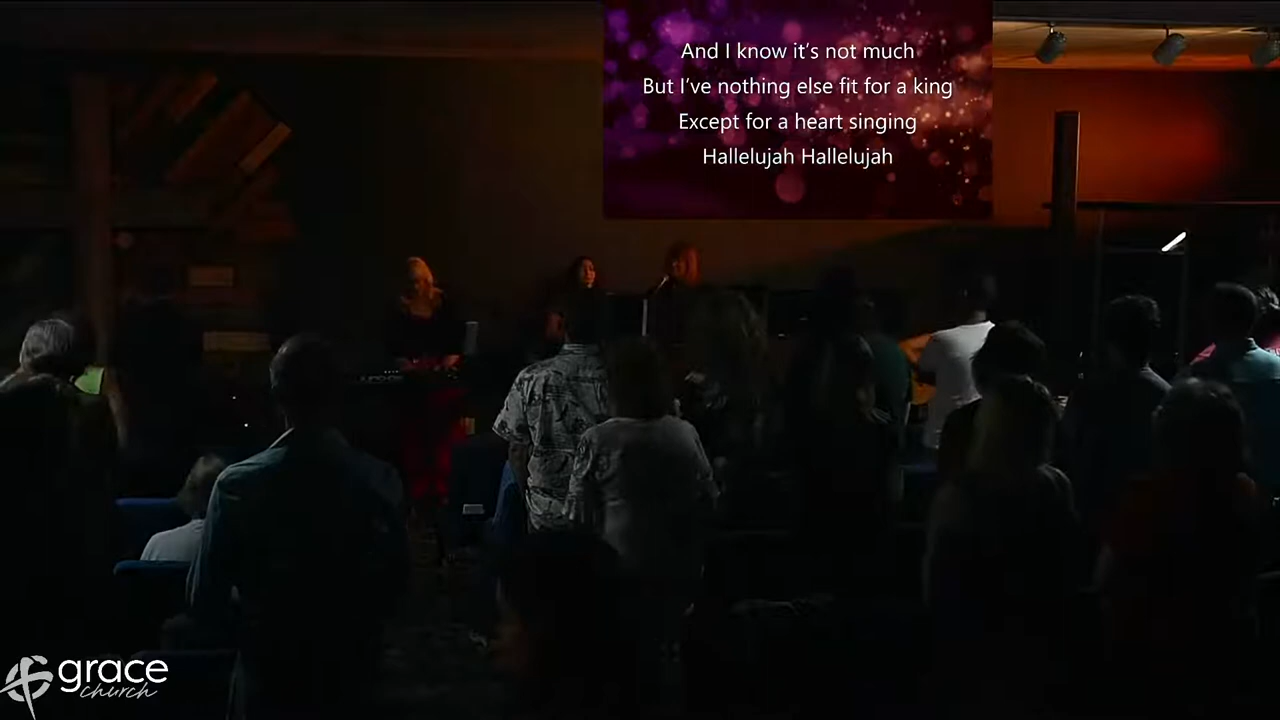 And I know it's not much
But I've nothing else fit for a king
Except for a heart singing
Hallelujah Hallelujah
grace
church